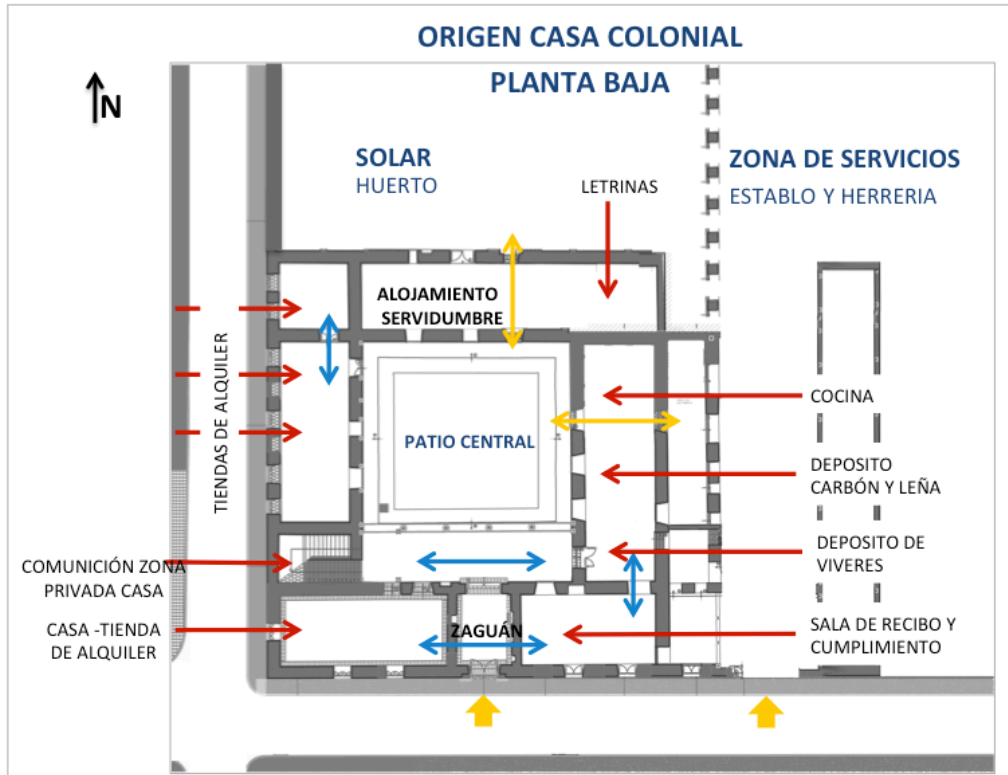 ORIGEN CASA COLONIAL
PLANTA BAJA
N
SOLAR
HUERTO
LETRINAS
ZONA DE SERVICIOS
ESTABLO Y HERRERIA
ALOJAMIENTO
SERVIDUMBRE
TIENDAS DE ALQUILER
PATIO CENTRAL
COCINA
DEPOSITO
CARBÓN Y LEÑA
DEPOSITO DE
VIVERES
COMUNICIÓN ZONA
PRIVADA CASA
CASA -TIENDA
DE ALQUILER
ZAGUÁN
SALA DE RECIBO Y
CUMPLIMIENTO